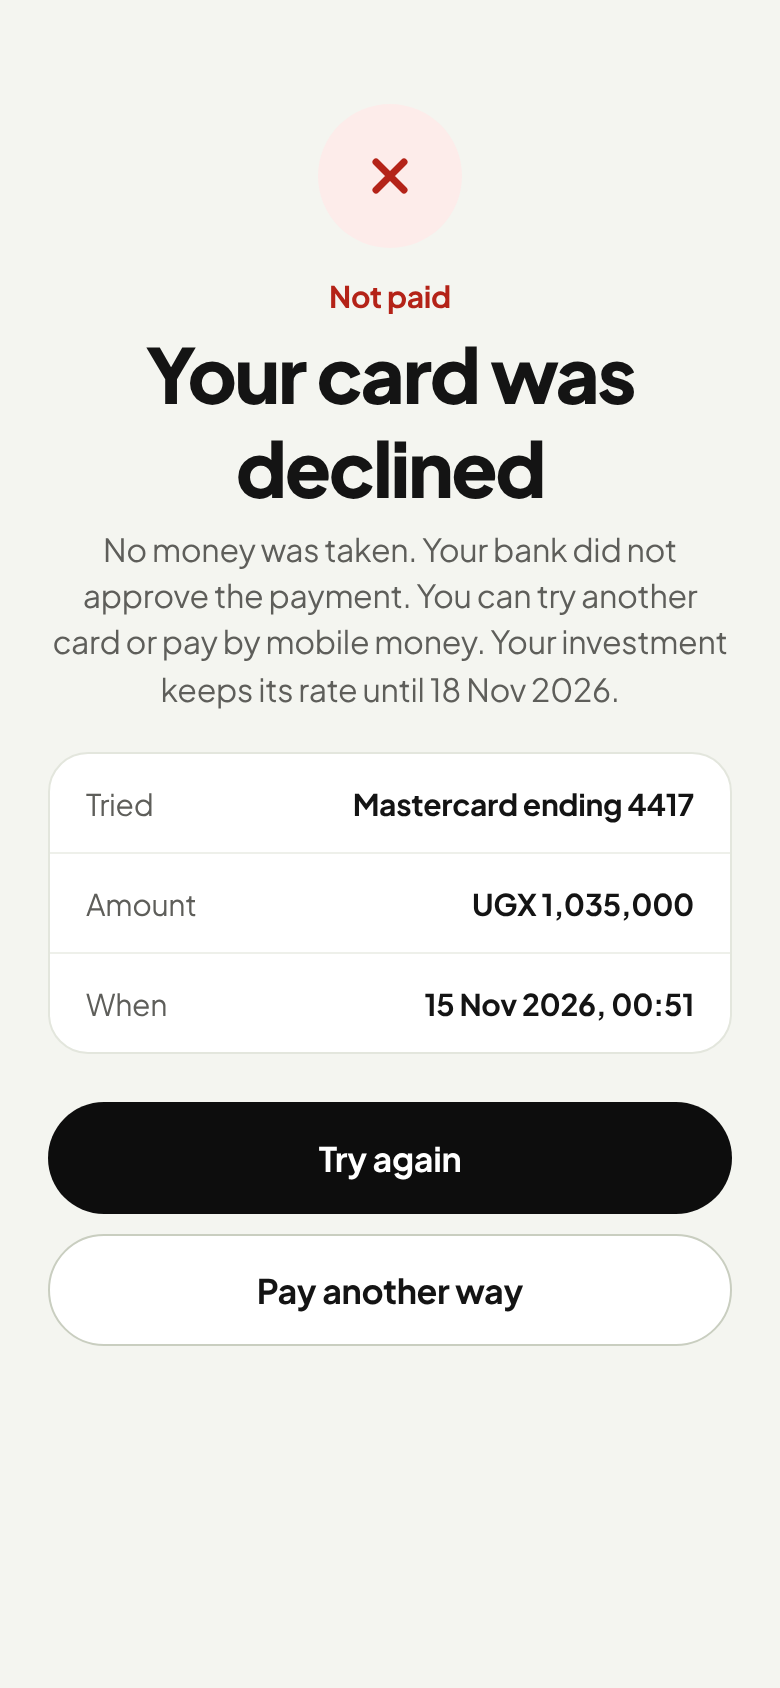 Not paid
Your card was
declined
No money was taken. Your bank did not
approve the payment. You can try another
card or pay by mobile money. Your investment
keeps its rate until 18 Nov 2026.
Tried Mastercard ending 4417
Amount UGX 1,035,000
When 15 Nov 2026, 00:51
Try again
Pay another way